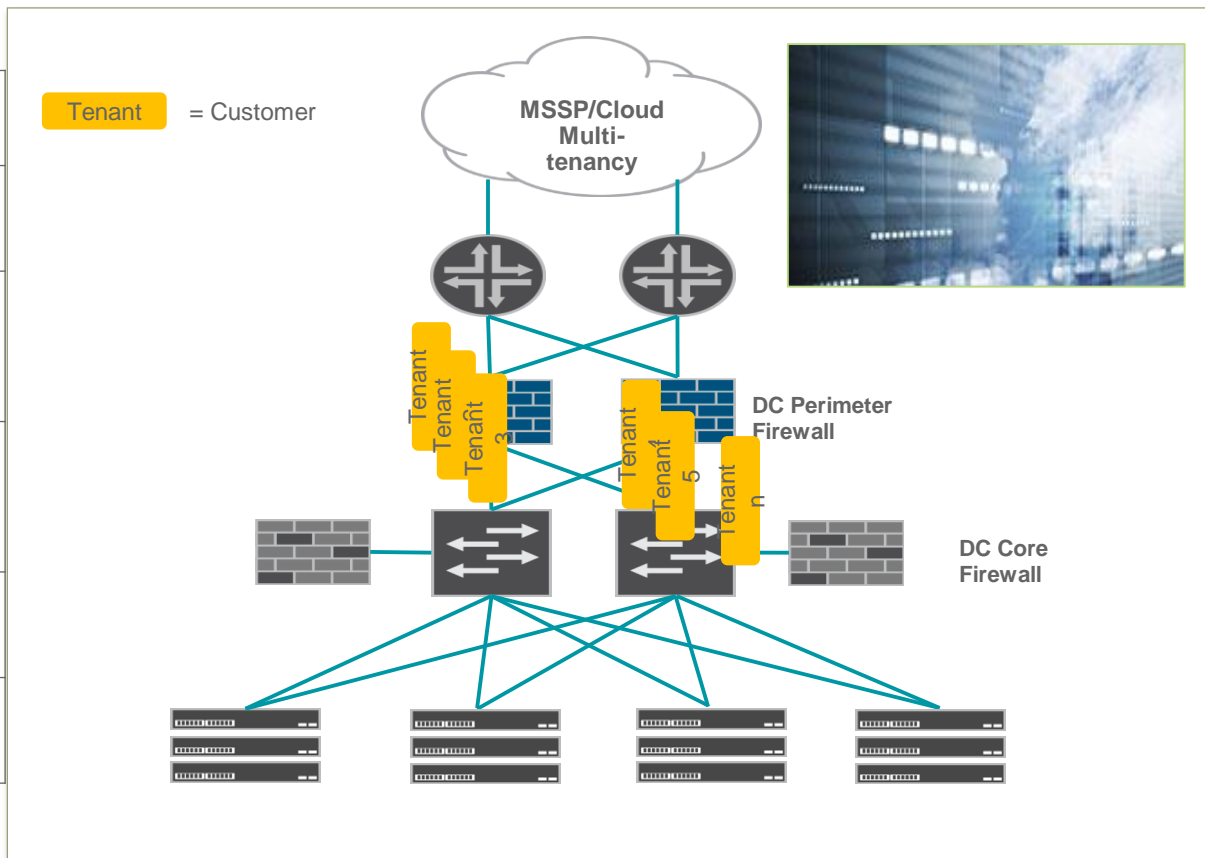 Tenant
= Customer
MSSP/Cloud
Multi-
tenancy
Tenant
Tenant
Tenant
3
Tenant
Tenant
5
Tenant
n
DC Perimeter
Firewall
DC Core
Firewall